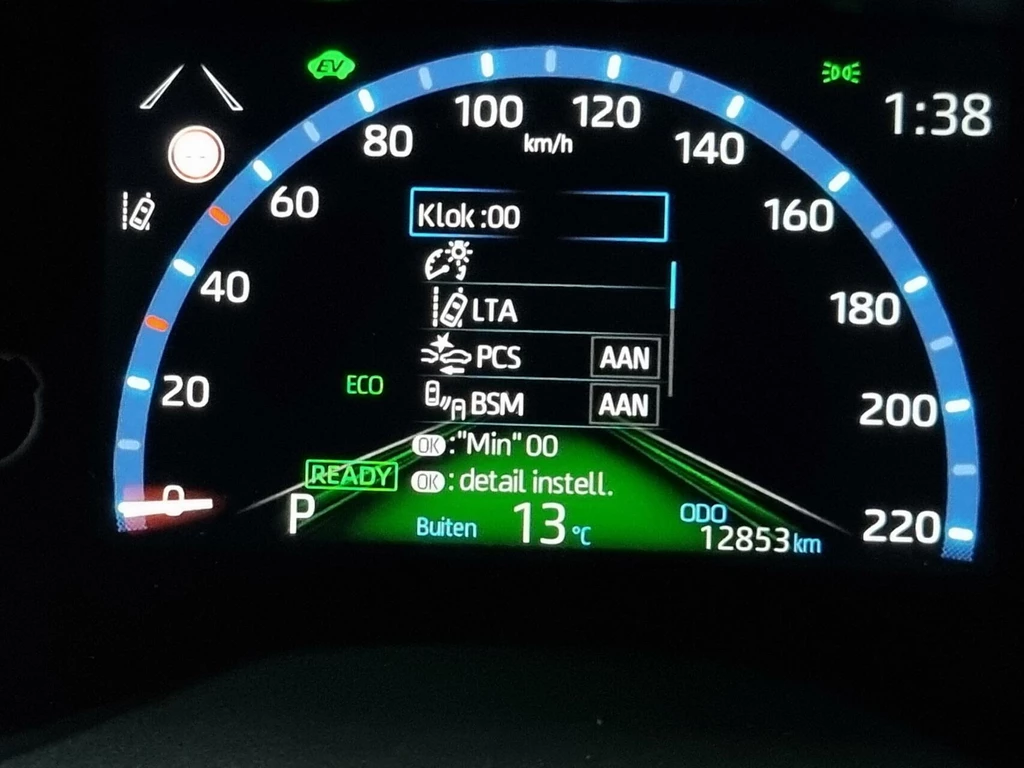 EV
1:38
100
120
km/h
80
140
60
160
Klok :00
40
180
LTA
PCS AAN
20
ECO
BSM AAN
200
OK :"Min" 00
READY
OK : detail instell.
0
P
Buiten 13 °C
ODO
12853 km
220